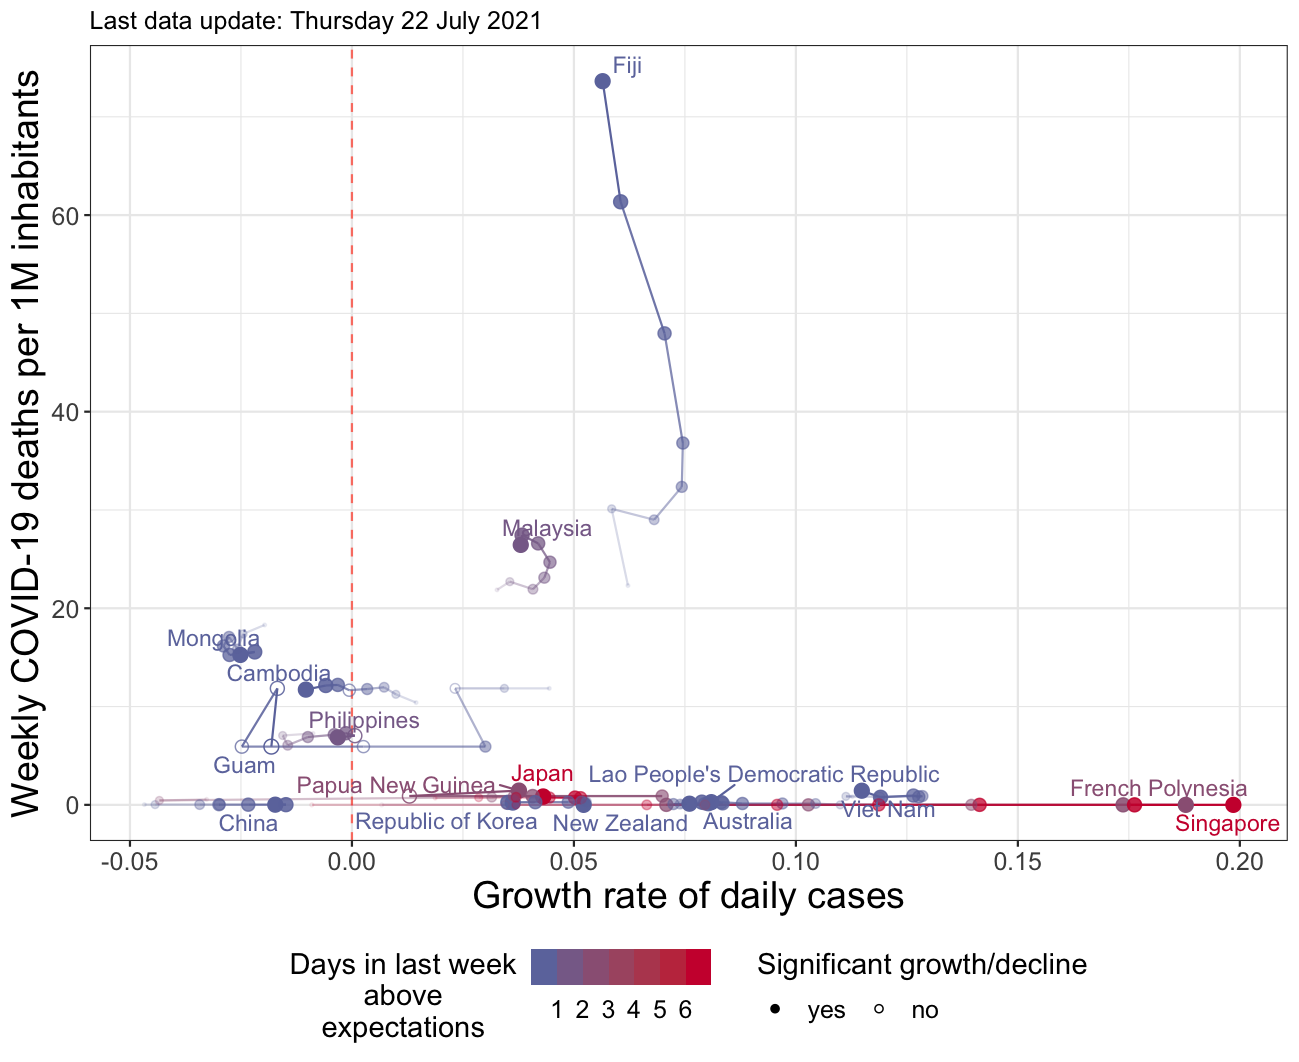 Last data update: Thursday 22 July 2021
Weekly COVID-19 deaths per 1M inhabitants
60
40
20
0
Fiji
Malaysia
Mongolia
Cambodia
Philippines
Guam
Papua New Guinea
Japan
Lao People's Democratic Republic
French Polynesia
China
Republic of Korea
New Zealand
Australia
Viet Nam
Singapore
-0.05
0.00
0.05
0.10
0.15
0.20
Growth rate of daily cases
Days in last week
above
expectations
1 2 3 4 5 6
Significant growth/decline
yes
no